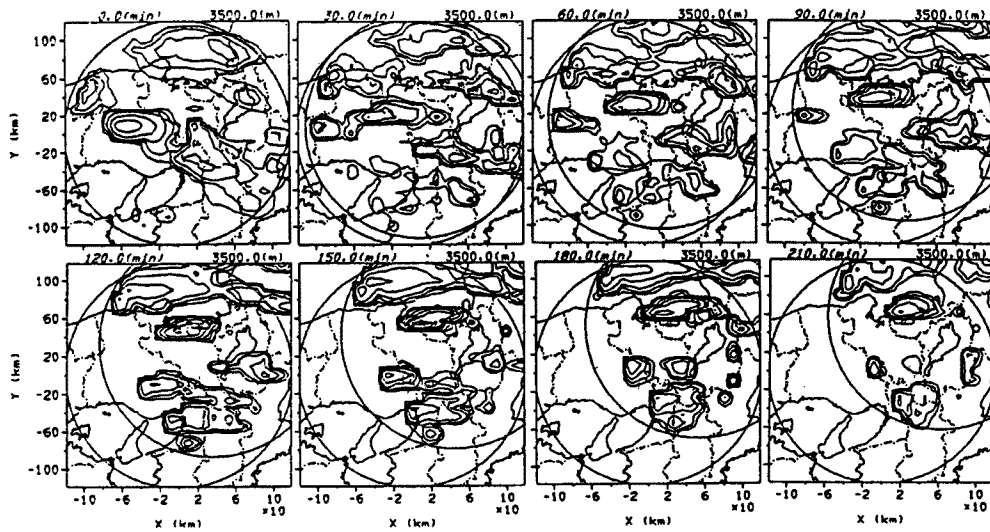 0.0(min) 3500.0(m) 30.0(min) 3500.0(m) 60.0(min) 3500.0(m) 90.0(min) 3500.0(m)
100
60
20
-20
-60
-100
Y (km)
120.0(min) 3500.0(m) 150.0(min) 3500.0(m) 180.0(min) 3500.0(m) 210.0(min) 3500.0(m)
100
60
20
-20
-60
-100
Y (km)
-10 -6 -2 2 6 10 -10 -6 -2 2 6 10 -10 -6 -2 2 6 10 -10 -6 -2 2 6 10
×10 ×10 ×10 ×10
X (km) X (km) X (km) X (km)